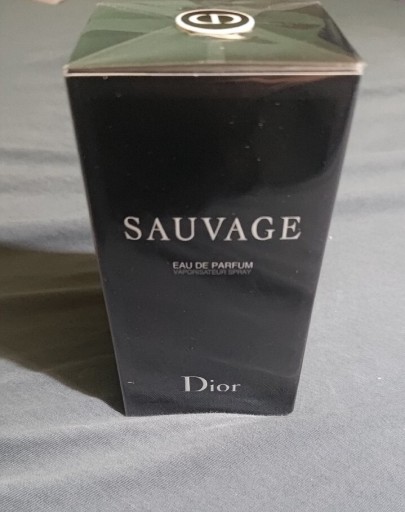 SAUVAGE
EAU DE PARFUM
VAPORISATEUR SPRAY
Dior